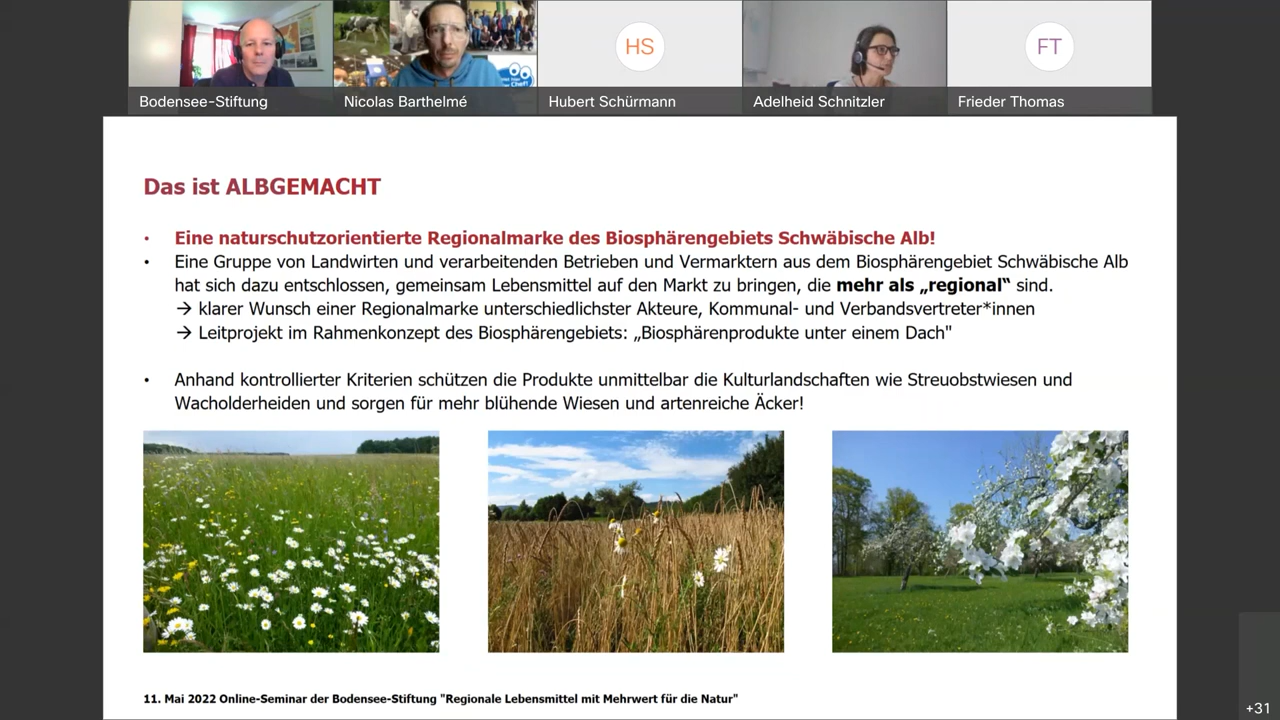 HS
FT
Bodensee-Stiftung
Nicolas Barthelmé
Hubert Schürmann
Adelheid Schnitzler
Frieder Thomas
Das ist ALBGEMACHT
• Eine naturschutzorientierte Regionalmarke des Biosphärengebiets Schwäbische Alb!
• Eine Gruppe von Landwirten und verarbeitenden Betrieben und Vermarktern aus dem Biosphärengebiet Schwäbische Alb
hat sich dazu entschlossen, gemeinsam Lebensmittel auf den Markt zu bringen, die mehr als „regional“ sind.
→ klarer Wunsch einer Regionalmarke unterschiedlichster Akteure, Kommunal- und Verbandsvertreter*innen
→ Leitprojekt im Rahmenkonzept des Biosphärengebiets: „Biosphärenprodukte unter einem Dach"
• Anhand kontrollierter Kriterien schützen die Produkte unmittelbar die Kulturlandschaften wie Streuobstwiesen und
Wacholderheiden und sorgen für mehr blühende Wiesen und artenreiche Äcker!
11. Mai 2022 Online-Seminar der Bodensee-Stiftung "Regionale Lebensmittel mit Mehrwert für die Natur"
+31